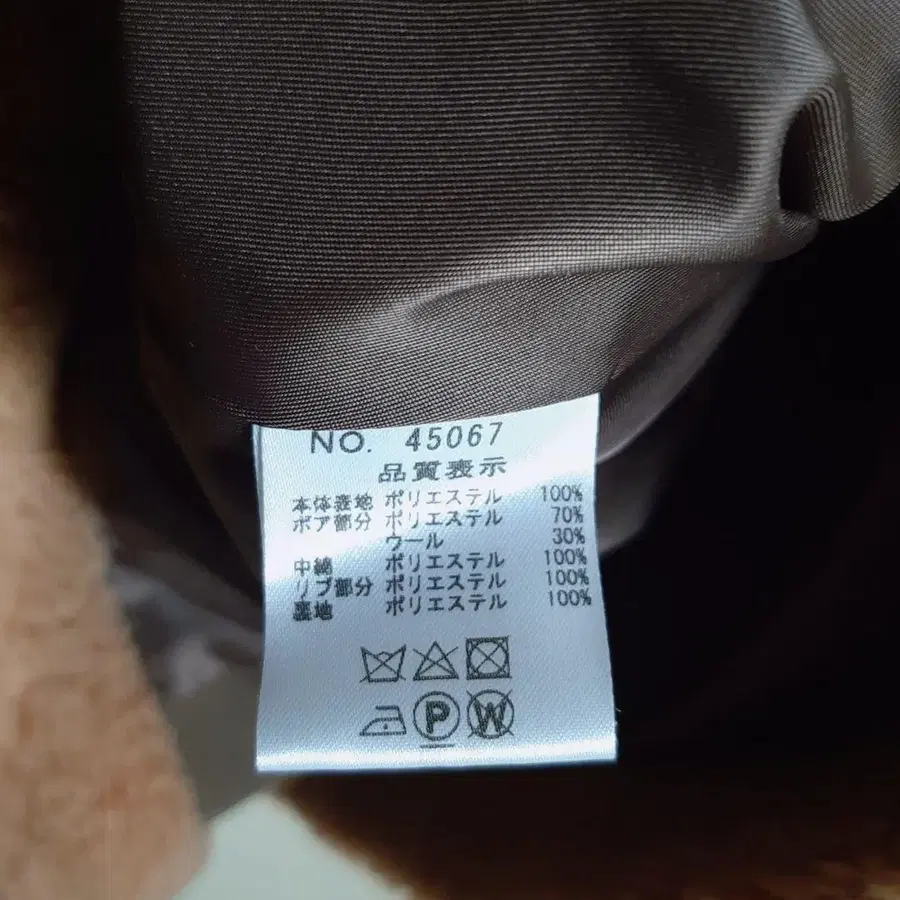 NO. 45067
品質表示
本体表地 ポリエステル 100%
ボア部分 ポリエステル 70%
ウール 30%
中綿 ポリエステル 100%
リブ部分 ポリエステル 100%
裏地 ポリエステル 100%
P W